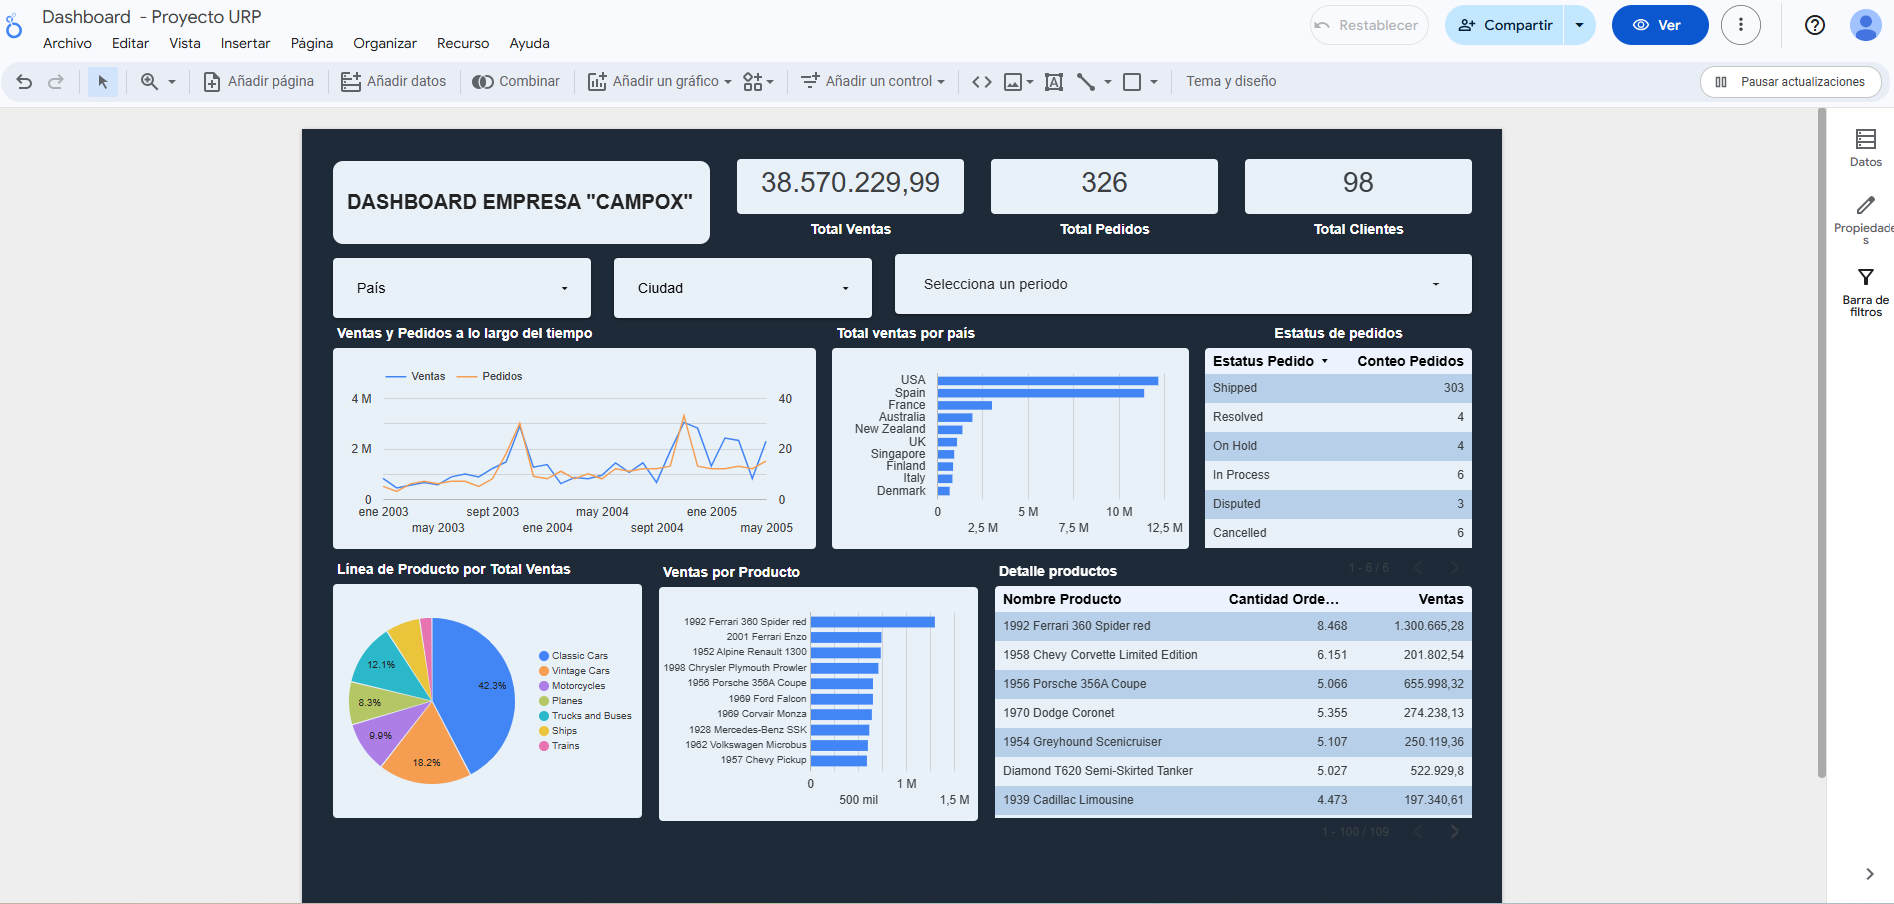 Dashboard - Proyecto URP
Archivo Editar Vista Insertar Página Organizar Recurso Ayuda
Restablecer
Compartir
Ver
Añadir página
Añadir datos
Combinar
Añadir un gráfico
Añadir un control
Tema y diseño
Pausar actualizaciones
Datos
Propiedade
s
Barra de
filtros
DASHBOARD EMPRESA "CAMPOX"
38.570.229,99
Total Ventas
326
Total Pedidos
98
Total Clientes
País
Ciudad
Selecciona un periodo
Ventas y Pedidos a lo largo del tiempo
Ventas Pedidos
4 M
2 M
0
40
20
0
ene 2003
may 2003
sept 2003
ene 2004
may 2004
sept 2004
ene 2005
may 2005
Total ventas por país
USA
Spain
France
Australia
New Zealand
UK
Singapore
Finland
Italy
Denmark
0
2,5 M
5 M
7,5 M
10 M
12,5 M
Estatus de pedidos
Estatus Pedido Conteo Pedidos
Shipped 303
Resolved 4
On Hold 4
In Process 6
Disputed 3
Cancelled 6
1 - 6 / 6
Línea de Producto por Total Ventas
42.3%
18.2%
9.9%
8.3%
12.1%
Classic Cars
Vintage Cars
Motorcycles
Planes
Trucks and Buses
Ships
Trains
Ventas por Producto
1992 Ferrari 360 Spider red
2001 Ferrari Enzo
1952 Alpine Renault 1300
1998 Chrysler Plymouth Prowler
1956 Porsche 356A Coupe
1969 Ford Falcon
1969 Corvair Monza
1928 Mercedes-Benz SSK
1962 Volkswagen Microbus
1957 Chevy Pickup
0
500 mil
1 M
1,5 M
Detalle productos
Nombre Producto Cantidad Orde... Ventas
1992 Ferrari 360 Spider red 8.468 1.300.665,28
1958 Chevy Corvette Limited Edition 6.151 201.802,54
1956 Porsche 356A Coupe 5.066 655.998,32
1970 Dodge Coronet 5.355 274.238,13
1954 Greyhound Scenicruiser 5.107 250.119,36
Diamond T620 Semi-Skirted Tanker 5.027 522.929,8
1939 Cadillac Limousine 4.473 197.340,61
1 - 100 / 109